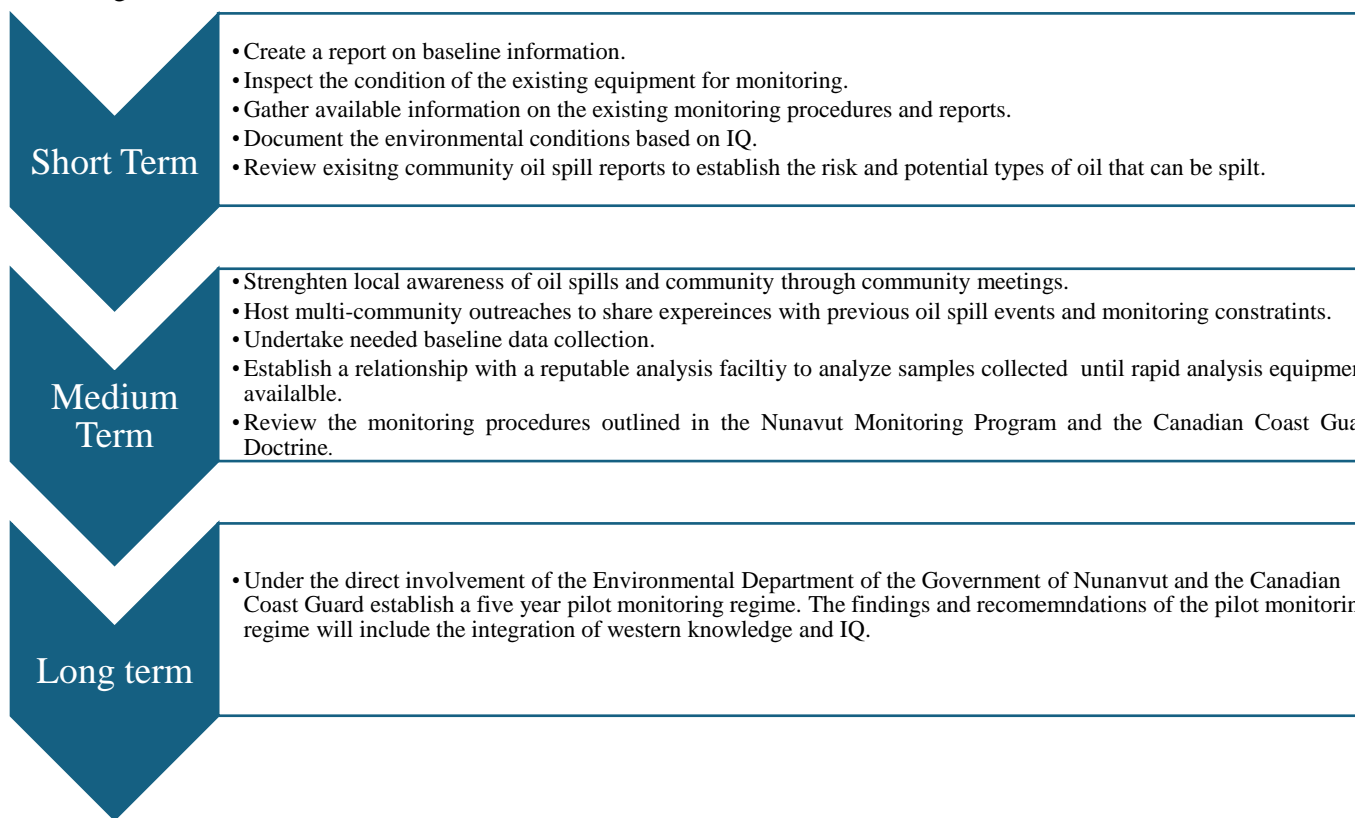 Short Term
• Create a report on baseline information.
• Inspect the condition of the existing equipment for monitoring.
• Gather available information on the existing monitoring procedures and reports.
• Document the environmental conditions based on IQ.
• Review exisitng community oil spill reports to establish the risk and potential types of oil that can be spilt.
Medium
Term
• Strenghten local awareness of oil spills and community through community meetings.
• Host multi-community outreaches to share expereinces with previous oil spill events and monitoring constratints.
• Undertake needed baseline data collection.
• Establish a relationship with a reputable analysis faciltiy to analyze samples collected until rapid analysis equipmen
availalble.
• Review the monitoring procedures outlined in the Nunavut Monitoring Program and the Canadian Coast Gua
Doctrine.
Long term
• Under the direct involvement of the Environmental Department of the Government of Nunanvut and the Canadian
Coast Guard establish a five year pilot monitoring regime. The findings and recomemndations of the pilot monitorin
regime will include the integration of western knowledge and IQ.